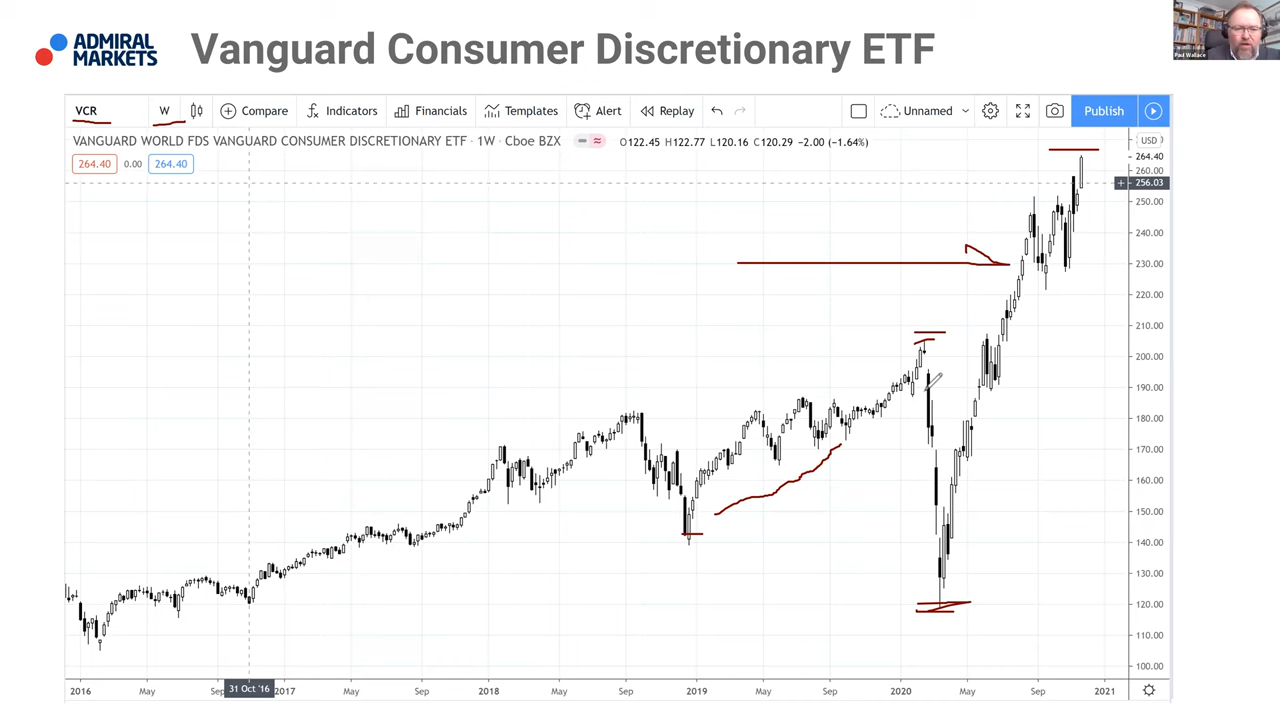 ADMIRAL
MARKETS
Vanguard Consumer Discretionary ETF
Paul Wallace
VCR W Compare Indicators Financials Templates Alert Replay Unnamed Publish
VANGUARD WORLD FDS VANGUARD CONSUMER DISCRETIONARY ETF · 1W · Cboe BZX O122.45 H122.77 L120.16 C120.29 −2.00 (−1.64%)
USD
264.40 0.00 264.40
264.40
260.00
256.03
250.00
240.00
230.00
220.00
210.00
200.00
190.00
180.00
170.00
160.00
150.00
140.00
130.00
120.00
110.00
100.00
2016 May Sep 31 Oct '16 2017 May Sep 2018 May Sep 2019 May Sep 2020 May Sep 2021